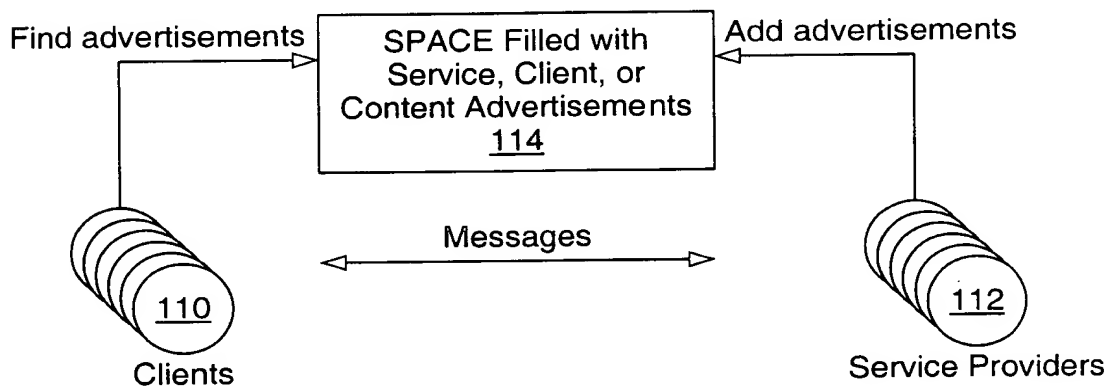 Find advertisements
SPACE Filled with
Service, Client, or
Content Advertisements
114
Add advertisements
Messages
110
Clients
112
Service Providers